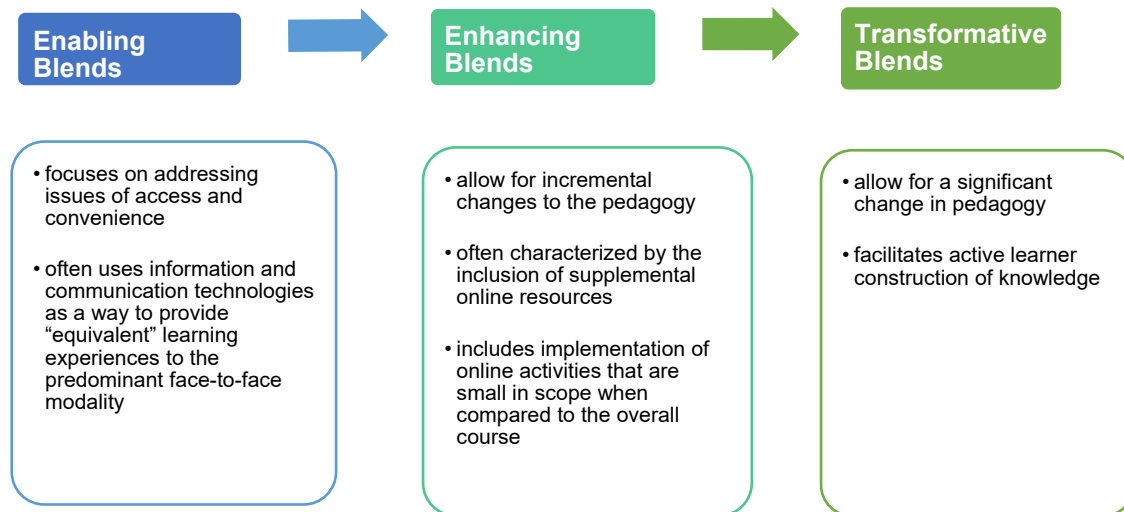 Enabling
Blends
Enhancing
Blends
Transformative
Blends
• focuses on addressing
issues of access and
convenience
• often uses information and
communication technologies
as a way to provide
“equivalent” learning
experiences to the
predominant face-to-face
modality
• allow for incremental
changes to the pedagogy
• often characterized by the
inclusion of supplemental
online resources
• includes implementation of
online activities that are
small in scope when
compared to the overall
course
• allow for a significant
change in pedagogy
• facilitates active learner
construction of knowledge